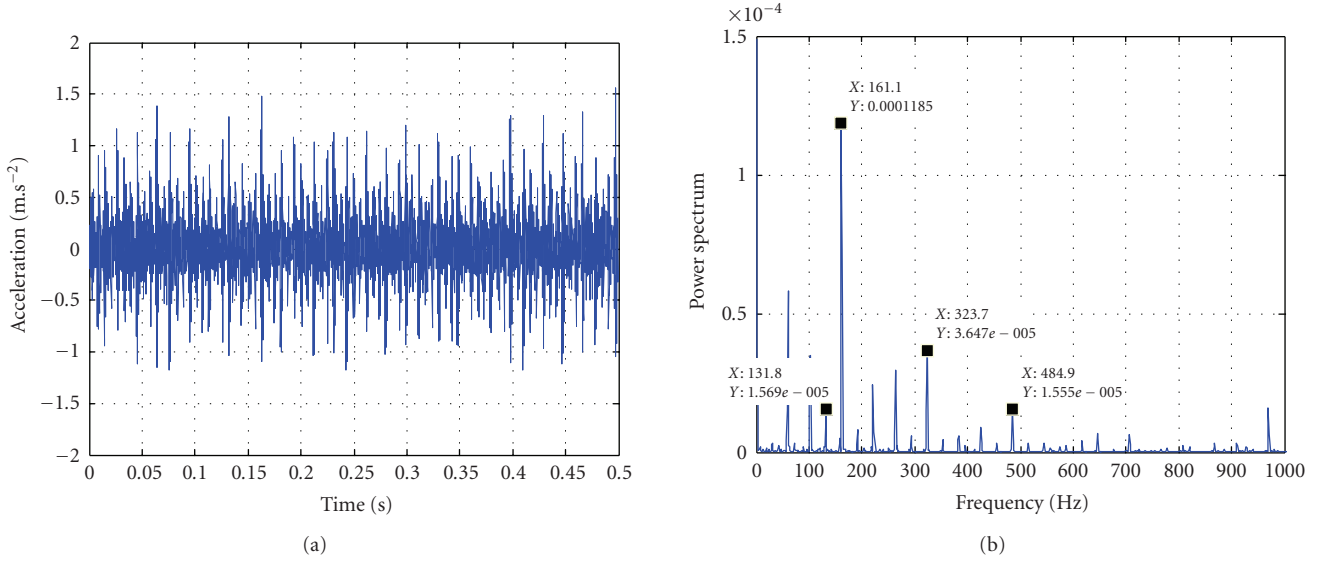 2
1.5
1
0.5
0
−0.5
−1
−1.5
−2
Acceleration (m.s−2)
0 0.05 0.1 0.15 0.2 0.25 0.3 0.35 0.4 0.45 0.5
Time (s)
(a)
×10−4
1.5
1
0.5
0
Power spectrum
X: 161.1
Y: 0.0001185
X: 323.7
Y: 3.647e − 005
X: 131.8
Y: 1.569e − 005
X: 484.9
Y: 1.555e − 005
0 100 200 300 400 500 600 700 800 900 1000
Frequency (Hz)
(b)